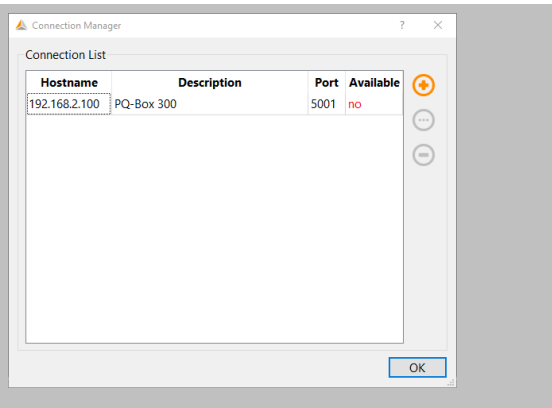 Connection Manager ?
Connection List
Hostname Description Port Available
192.168.2.100 PQ-Box 300 5001 no
OK